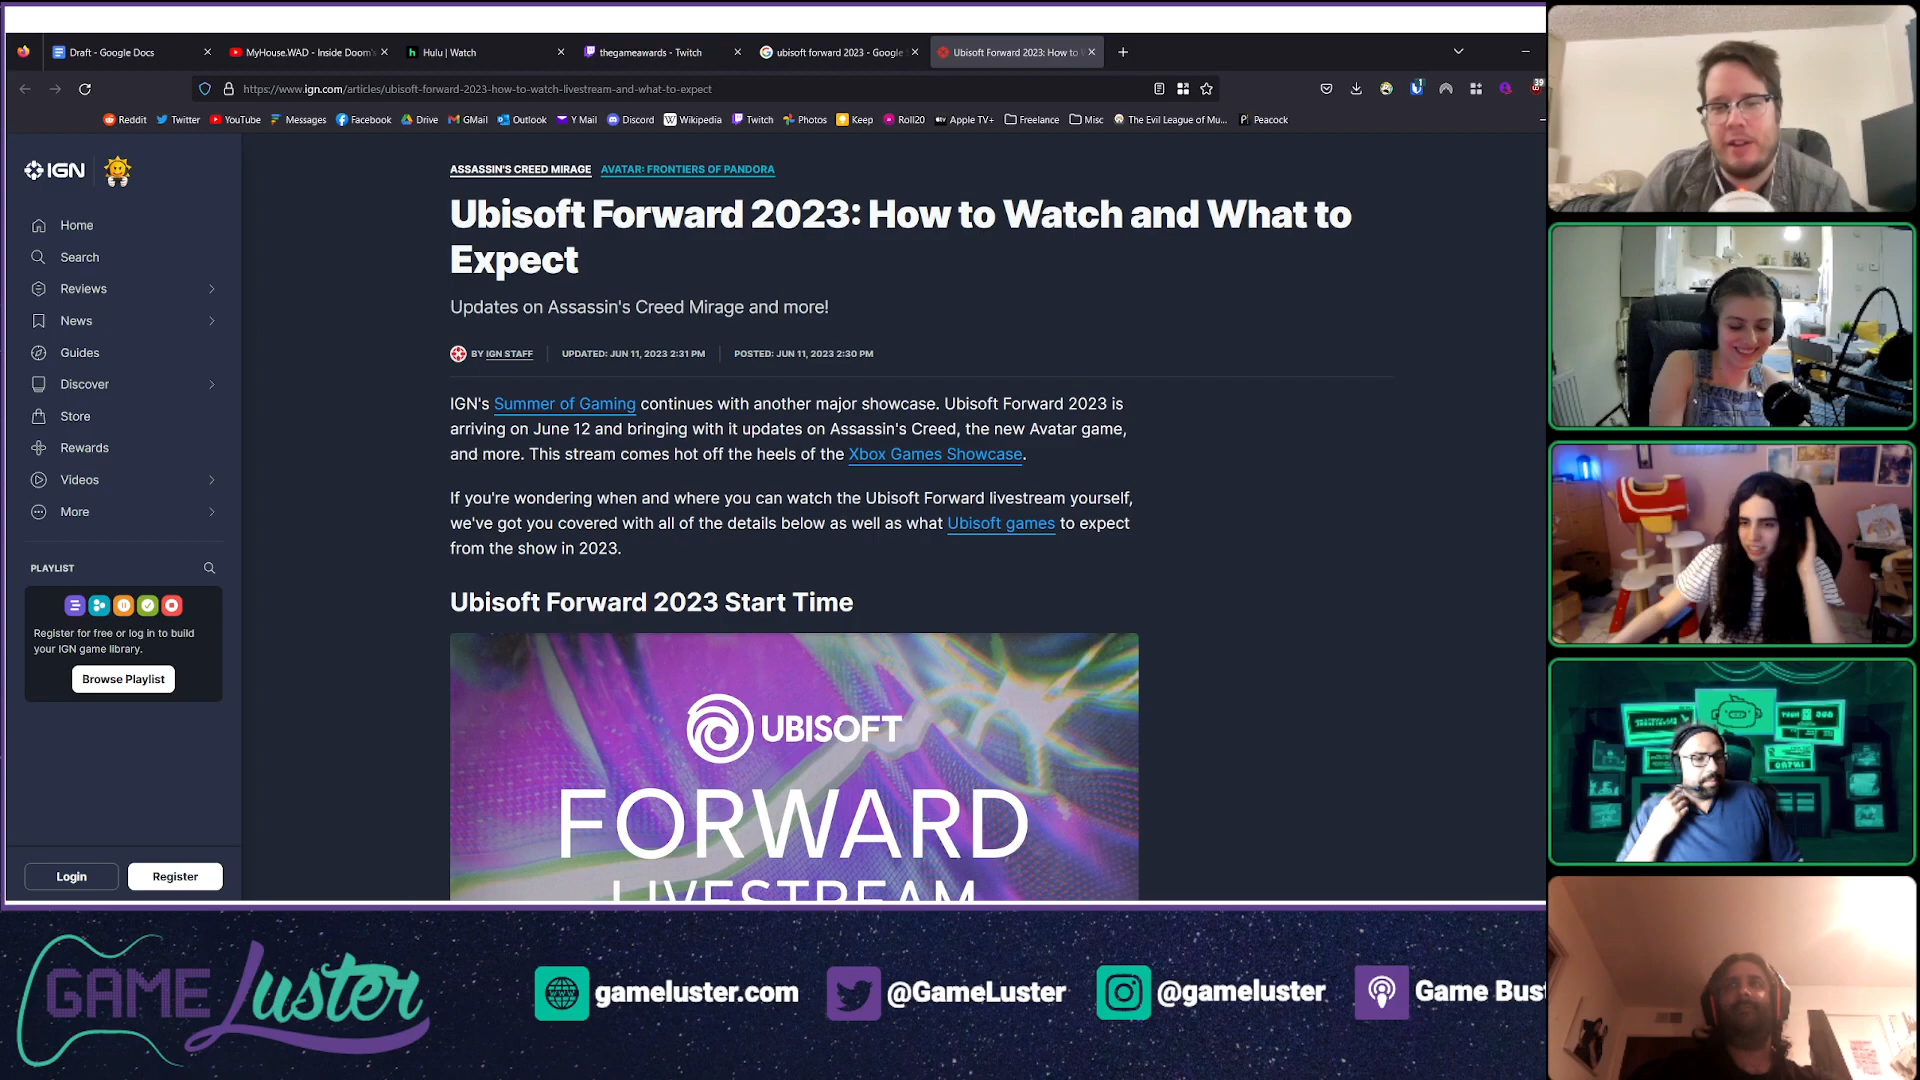 Draft - Google Docs
MyHouse.WAD - Inside Doom's
Hulu | Watch
thegameawards - Twitch
ubisoft forward 2023 - Google
Ubisoft Forward 2023: How to
https://www.ign.com/articles/ubisoft-forward-2023-how-to-watch-livestream-and-what-to-expect
Reddit Twitter YouTube Messages Facebook Drive GMail Outlook Y Mail Discord Wikipedia Twitch Photos Keep Roll20 Apple TV+ Freelance Misc The Evil League of Mu... Peacock
IGN
Home
Search
Reviews
News
Guides
Discover
Store
Rewards
Videos
More
PLAYLIST
Register for free or log in to build
your IGN game library.
Browse Playlist
Login
Register
ASSASSIN'S CREED MIRAGE AVATAR: FRONTIERS OF PANDORA
Ubisoft Forward 2023: How to Watch and What to
Expect
Updates on Assassin's Creed Mirage and more!
BY IGN STAFF UPDATED: JUN 11, 2023 2:31 PM POSTED: JUN 11, 2023 2:30 PM
IGN's Summer of Gaming continues with another major showcase. Ubisoft Forward 2023 is
arriving on June 12 and bringing with it updates on Assassin's Creed, the new Avatar game,
and more. This stream comes hot off the heels of the Xbox Games Showcase.
If you're wondering when and where you can watch the Ubisoft Forward livestream yourself,
we've got you covered with all of the details below as well as what Ubisoft games to expect
from the show in 2023.
Ubisoft Forward 2023 Start Time
UBISOFT
FORWARD
LIVESTREAM
GAME Luster
gameluster.com
@GameLuster
@gameluster
Game Bus